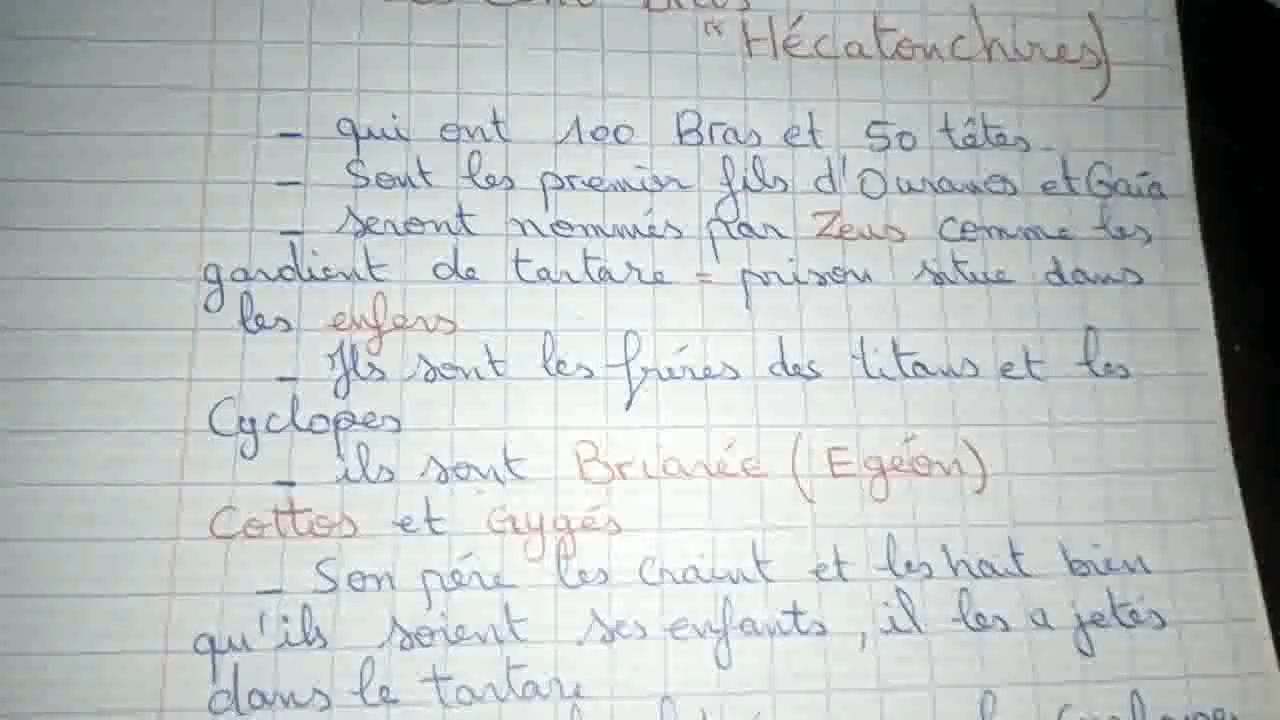 Hécatonchires)
- qui ont 100 Bras et 50 têtes.
- Sont les premier fils d'Ouranos et Gaïa
- seront nommés par Zeus comme les
gardient de tartare = prison situe dans
les enfers
- Ils sont les fréres des titans et les
Cyclopes
- ils sont Briarée (Egéon)
Cottos et Gygés
- Son pére les craint et les hait bien
qu'ils soient ses enfants, il les a jetés
dans le tartare